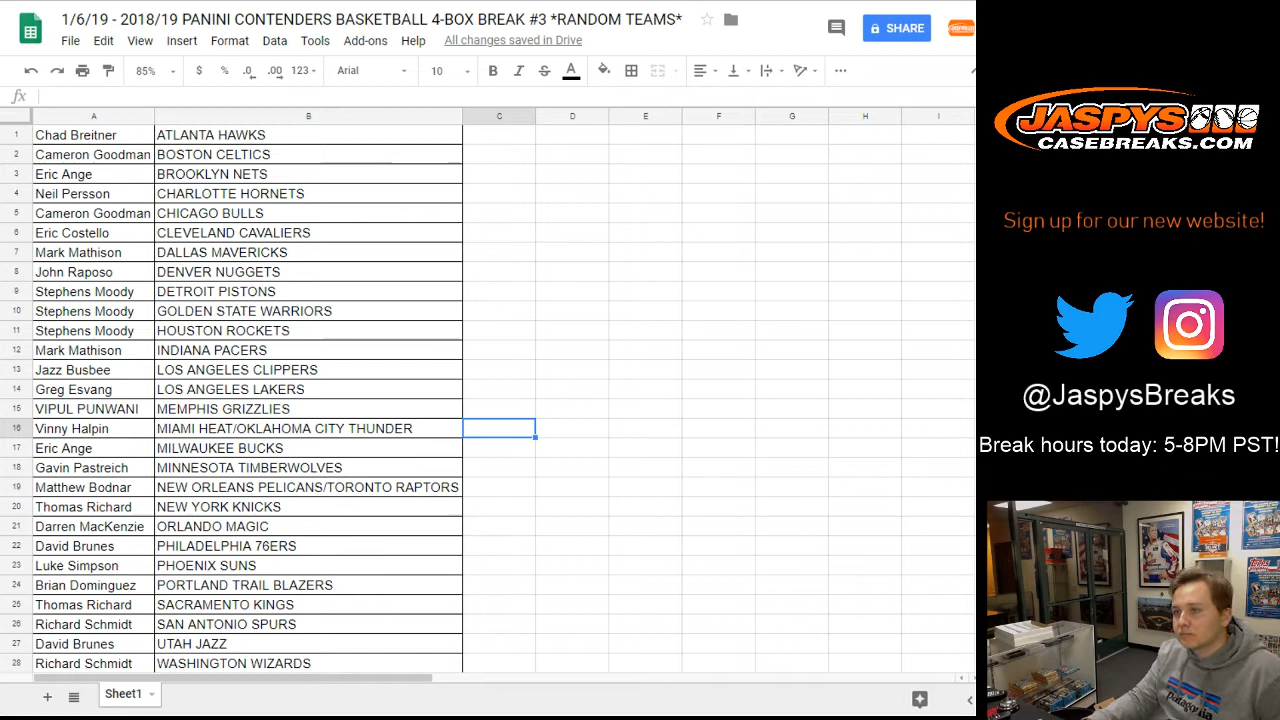 1/6/19 - 2018/19 PANINI CONTENDERS BASKETBALL 4-BOX BREAK #3 *RANDOM TEAMS*
File Edit View Insert Format Data Tools Add-ons Help All changes saved in Drive
SHARE
85% $ % .0 .00 123 Arial 10 B I S A
fx
A B C D E F G H I
1 Chad Breitner ATLANTA HAWKS
2 Cameron Goodman BOSTON CELTICS
3 Eric Ange BROOKLYN NETS
4 Neil Persson CHARLOTTE HORNETS
5 Cameron Goodman CHICAGO BULLS
6 Eric Costello CLEVELAND CAVALIERS
7 Mark Mathison DALLAS MAVERICKS
8 John Raposo DENVER NUGGETS
9 Stephens Moody DETROIT PISTONS
10 Stephens Moody GOLDEN STATE WARRIORS
11 Stephens Moody HOUSTON ROCKETS
12 Mark Mathison INDIANA PACERS
13 Jazz Busbee LOS ANGELES CLIPPERS
14 Greg Esvang LOS ANGELES LAKERS
15 VIPUL PUNWANI MEMPHIS GRIZZLIES
16 Vinny Halpin MIAMI HEAT/OKLAHOMA CITY THUNDER
17 Eric Ange MILWAUKEE BUCKS
18 Gavin Pastreich MINNESOTA TIMBERWOLVES
19 Matthew Bodnar NEW ORLEANS PELICANS/TORONTO RAPTORS
20 Thomas Richard NEW YORK KNICKS
21 Darren MacKenzie ORLANDO MAGIC
22 David Brunes PHILADELPHIA 76ERS
23 Luke Simpson PHOENIX SUNS
24 Brian Dominguez PORTLAND TRAIL BLAZERS
25 Thomas Richard SACRAMENTO KINGS
26 Richard Schmidt SAN ANTONIO SPURS
27 David Brunes UTAH JAZZ
28 Richard Schmidt WASHINGTON WIZARDS
Sheet1
JASPYS
CASEBREAKS.COM
Sign up for our new website!
@JaspysBreaks
Break hours today: 5-8PM PST!
patagonia